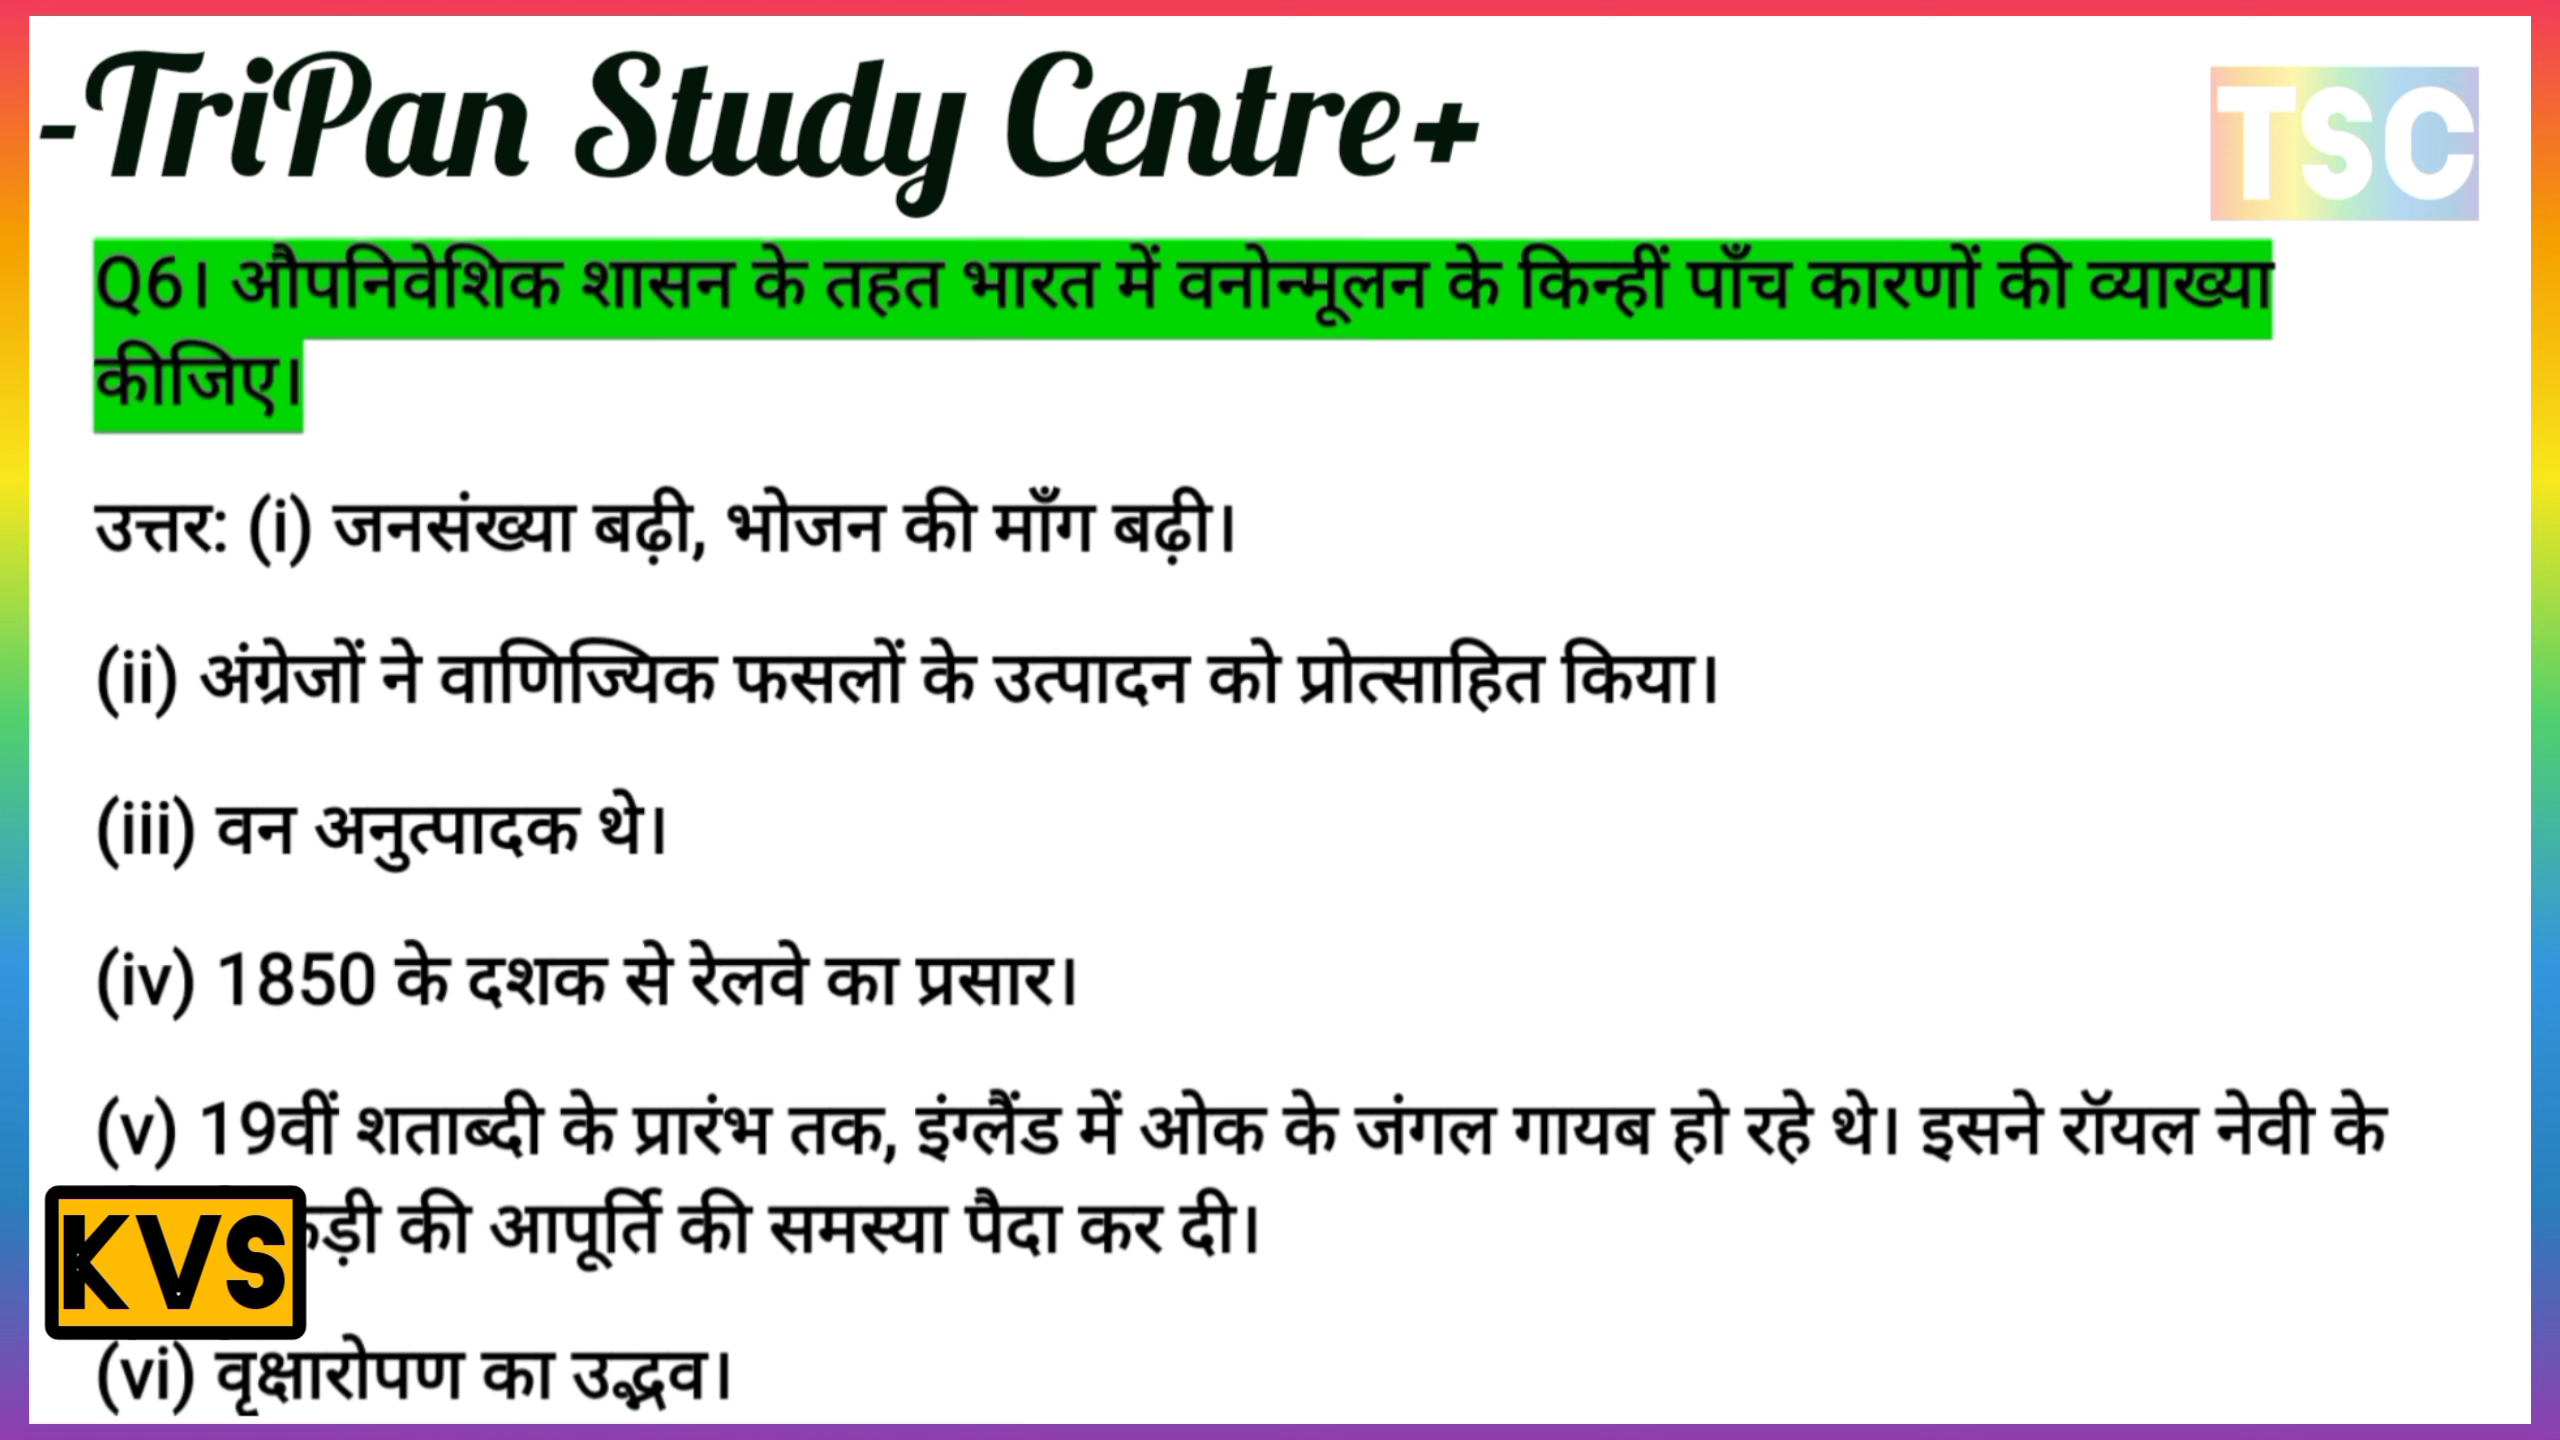 -TriPan Study Centre+
TSC
Q6। औपनिवेशिक शासन के तहत भारत में वनोन्मूलन के किन्हीं पाँच कारणों की व्याख्या
कीजिए।
उत्तर: (i) जनसंख्या बढ़ी, भोजन की माँग बढ़ी।
(ii) अंग्रेजों ने वाणिज्यिक फसलों के उत्पादन को प्रोत्साहित किया।
(iii) वन अनुत्पादक थे।
(iv) 1850 के दशक से रेलवे का प्रसार।
(v) 19वीं शताब्दी के प्रारंभ तक, इंग्लैंड में ओक के जंगल गायब हो रहे थे। इसने रॉयल नेवी के
की आपूर्ति की समस्या पैदा कर दी।
KVS
(vi) वृक्षारोपण का उद्भव।